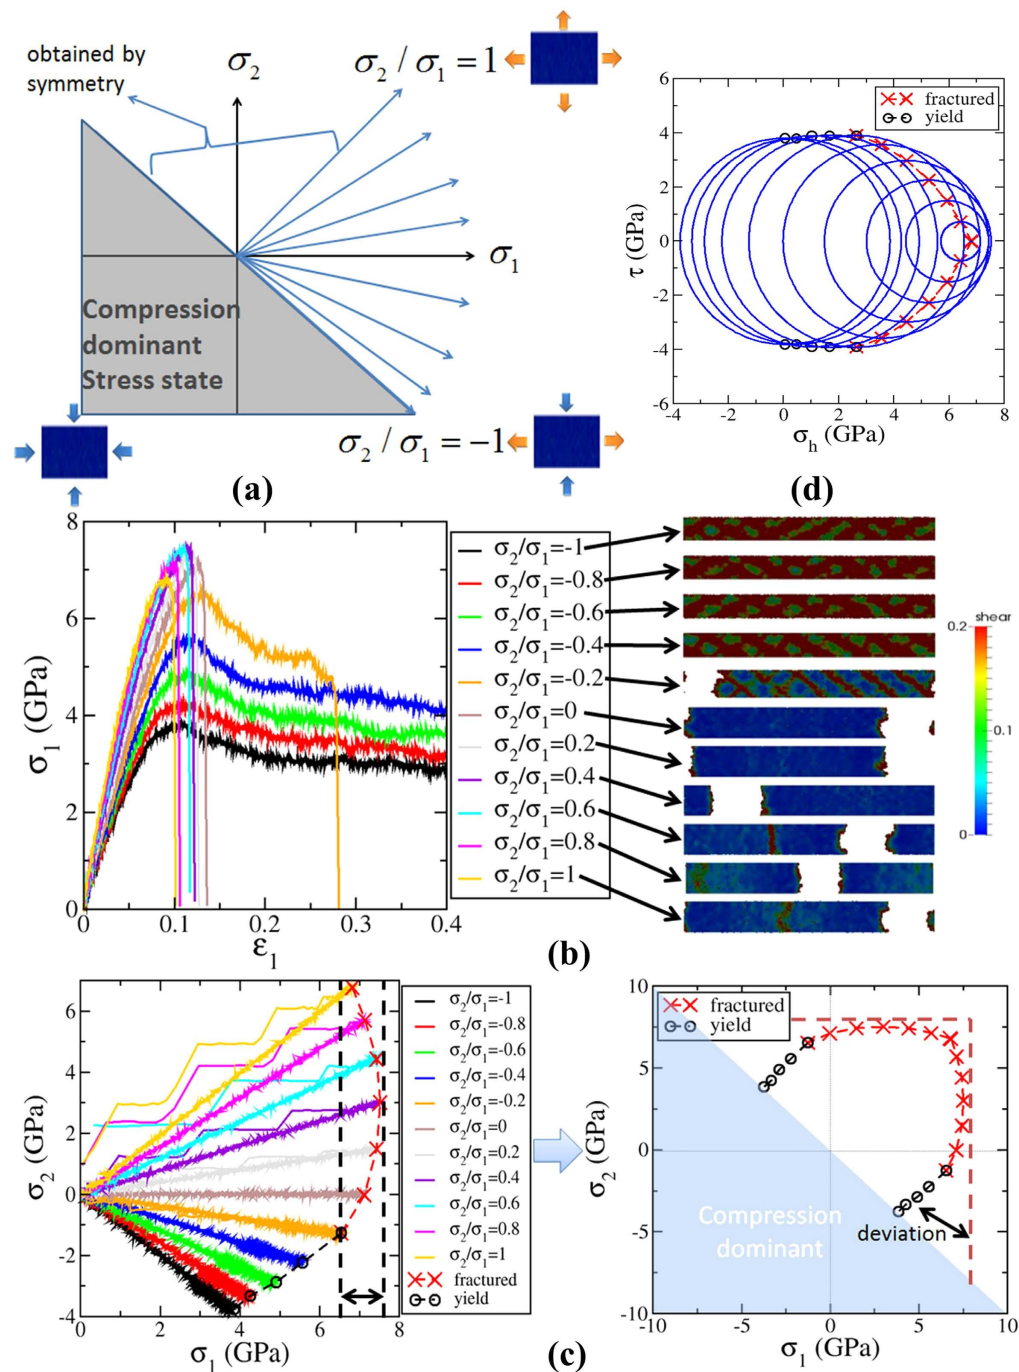 obtained by
symmetry
σ2
σ2 / σ1 = 1
σ1
Compression
dominant
Stress state
σ2 / σ1 = −1
(a)
fractured
yield
6
4
2
0
-2
-4
-6
τ (GPa)
-4 -2 0 2 4 6 8
σh (GPa)
(d)
8
6
4
2
0
σ1 (GPa)
0 0.1 0.2 0.3 0.4
ε1
σ2/σ1=-1
σ2/σ1=-0.8
σ2/σ1=-0.6
σ2/σ1=-0.4
σ2/σ1=-0.2
σ2/σ1=0
σ2/σ1=0.2
σ2/σ1=0.4
σ2/σ1=0.6
σ2/σ1=0.8
σ2/σ1=1
shear
0.2
0.1
0
(b)
6
4
2
0
-2
-4
σ2 (GPa)
0 2 4 6 8
σ1 (GPa)
σ2/σ1=-1
σ2/σ1=-0.8
σ2/σ1=-0.6
σ2/σ1=-0.4
σ2/σ1=-0.2
σ2/σ1=0
σ2/σ1=0.2
σ2/σ1=0.4
σ2/σ1=0.6
σ2/σ1=0.8
σ2/σ1=1
fractured
yield
(c)
10
5
0
-5
-10
σ2 (GPa)
fractured
yield
Compression
dominant
deviation
-10 -5 0 5 10
σ1 (GPa)